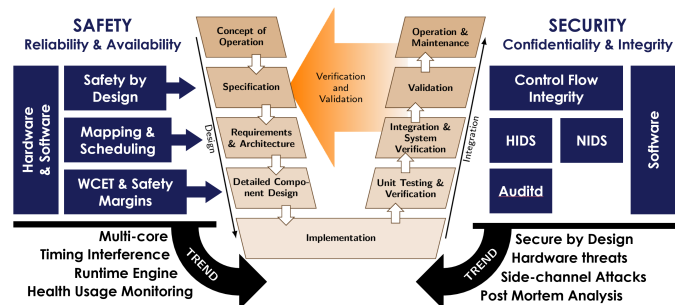 SAFETY
Reliability & Availability
Hardware
& Software
Safety by
Design
Mapping &
Scheduling
WCET & Safety
Margins
Multi-core
Timing Interference
Runtime Engine
Health Usage Monitoring
TREND
Concept of
Operation
Specification
Requirements
& Architecture
Detailed Compo-
nent Design
Design
Implementation
Verification
and
Validation
Operation &
Maintenance
Validation
Integration &
System
Verification
Unit Testing &
Verification
Integration
SECURITY
Confidentiality & Integrity
Control Flow
Integrity
HIDS
NIDS
Auditd
Software
TREND
Secure by Design
Hardware threats
Side-channel Attacks
Post Mortem Analysis